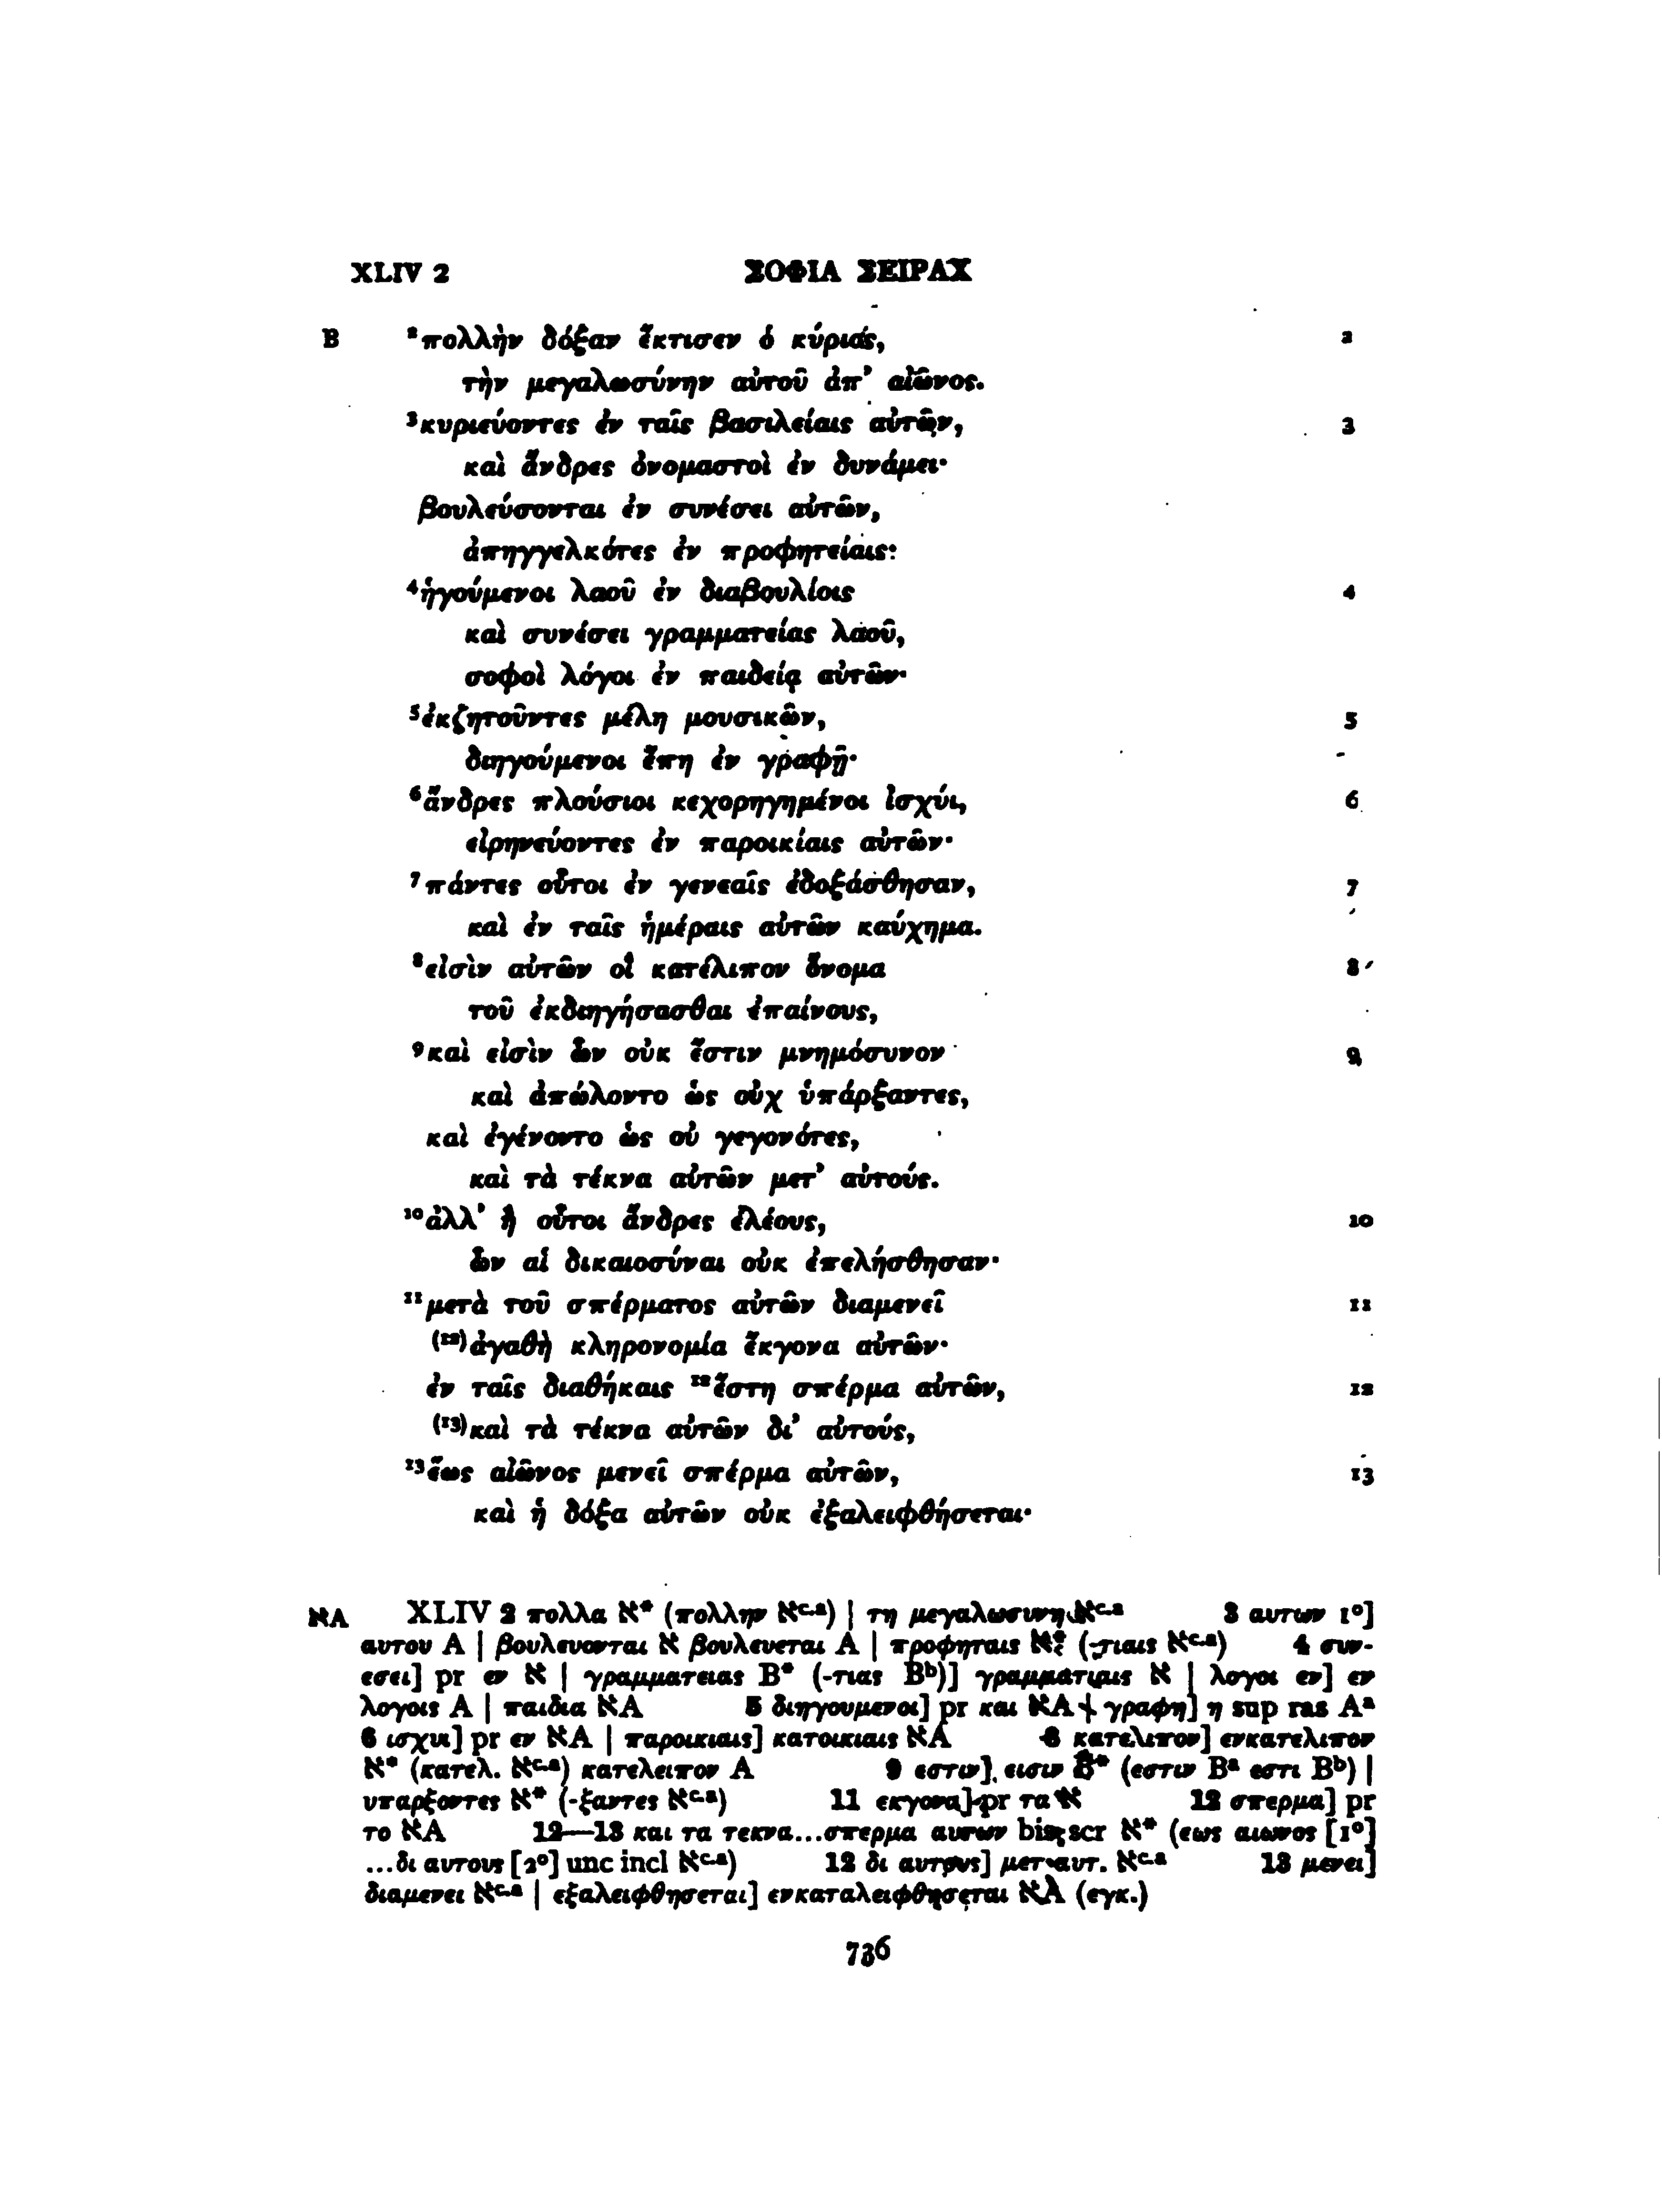 XLIV 2 ΣΟΦΙΑ ΣΕΙΡΑΧ
B ²πολλὴν δόξαν ἔκτισεν ὁ κύριος, 2
τὴν μεγαλωσύνην αὐτοῦ ἀπ’ αἰῶνος.
³κυριεύοντες ἐν ταῖς βασιλείαις αὐτῶν, 3
καὶ ἄνδρες ὀνομαστοὶ ἐν δυνάμει·
βουλεύσονται ἐν συνέσει αὐτῶν,
ἀπηγγελκότες ἐν προφητείαις·
⁴ἡγούμενοι λαοῦ ἐν διαβουλίοις 4
καὶ συνέσει γραμματείας λαοῦ,
σοφοὶ λόγοι ἐν παιδείᾳ αὐτῶν·
⁵ἐκζητοῦντες μέλη μουσικῶν, 5
διηγούμενοι ἔπη ἐν γραφῇ·
⁶ἄνδρες πλούσιοι κεχορηγημένοι ἰσχύι, 6
εἰρηνεύοντες ἐν παροικίαις αὐτῶν·
⁷πάντες οὗτοι ἐν γενεαῖς ἐδοξάσθησαν, 7
καὶ ἐν ταῖς ἡμέραις αὐτῶν καύχημα.
⁸εἰσὶν αὐτῶν οἳ κατέλιπον ὄνομα 8
τοῦ ἐκδιηγήσασθαι ἐπαίνους,
⁹καὶ εἰσὶν ὧν οὐκ ἔστιν μνημόσυνον 9
καὶ ἀπώλοντο ὡς οὐχ ὑπάρξαντες,
καὶ ἐγένοντο ὡς οὐ γεγονότες,
καὶ τὰ τέκνα αὐτῶν μετ’ αὐτούς.
¹⁰ἀλλ’ ἢ οὗτοι ἄνδρες ἐλέους, 10
ὧν αἱ δικαιοσύναι οὐκ ἐπελήσθησαν·
¹¹μετὰ τοῦ σπέρματος αὐτῶν διαμενεῖ 11
(12)ἀγαθὴ κληρονομία ἔκγονα αὐτῶν·
ἐν ταῖς διαθήκαις ¹²ἔστη σπέρμα αὐτῶν, 12
(13)καὶ τὰ τέκνα αὐτῶν δι’ αὐτούς,
¹³ἕως αἰῶνος μενεῖ σπέρμα αὐτῶν, 13
καὶ ἡ δόξα αὐτῶν οὐκ ἐξαλειφθήσεται·
אA XLIV 2 πολλα א* (πολλην א^c.a) | τη μεγαλωσυνη א^c.a 3 αυτων 1°]
αυτου A | βουλευονται א βουλευεται A | προφηταις א* (-τιαις א^c.a) 4 συν-
εσει] pr εν א | γραμματειας B* (-τιας B^b)] γραμματιαις א | λογοι εν] εν
λογοις A | παιδια אA 5 διηγουμενοι] pr και אA | γραφη] η sup ras A^a
6 ισχυι] pr εν אA | παροικιαις] κατοικιαις אA 8 κατελιπον] ενκατελιπον
א* (κατελ. א^c.a) κατελειπον A 9 εστιν] εισιν B* (εστιν B^a εστι B^b) |
υπαρξοντες א* (-ξαντες א^c.a) 11 εκγονα] pr τα א 12 σπερμα] pr
το אA 12—13 και τα τεκνα...σπερμα αυτων bis scr א* (εως αιωνος [1°]
...δι αυτους [2°] unc incl א^c.a) 12 δι αυτους] μετ αυτ. א^c.a 13 μενει]
διαμενει א^c.a | εξαλειφθησεται] ενκαταλειφθησεται אA (εγκ.)
736